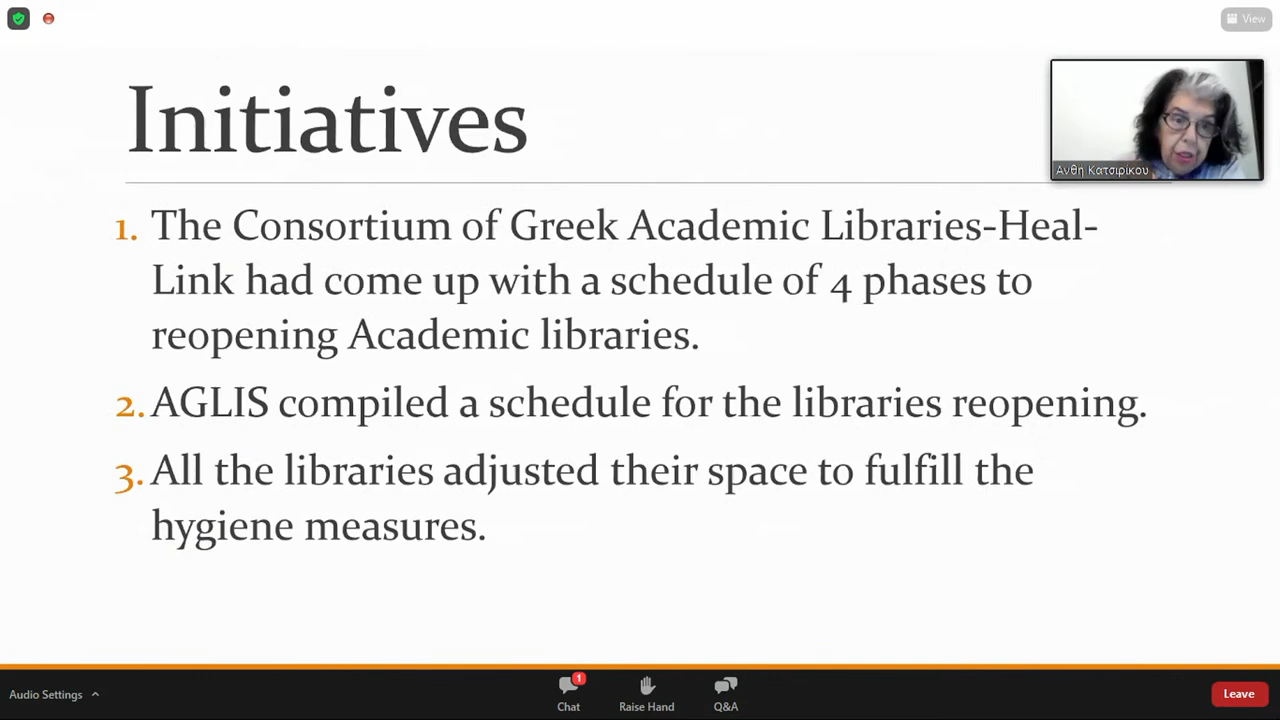 View
Initiatives
Ανθη Κατσιρίκου
1. The Consortium of Greek Academic Libraries-Heal-
Link had come up with a schedule of 4 phases to
reopening Academic libraries.
2. AGLIS compiled a schedule for the libraries reopening.
3. All the libraries adjusted their space to fulfill the
hygiene measures.
Audio Settings
1
Chat
Raise Hand
Q&A
Leave